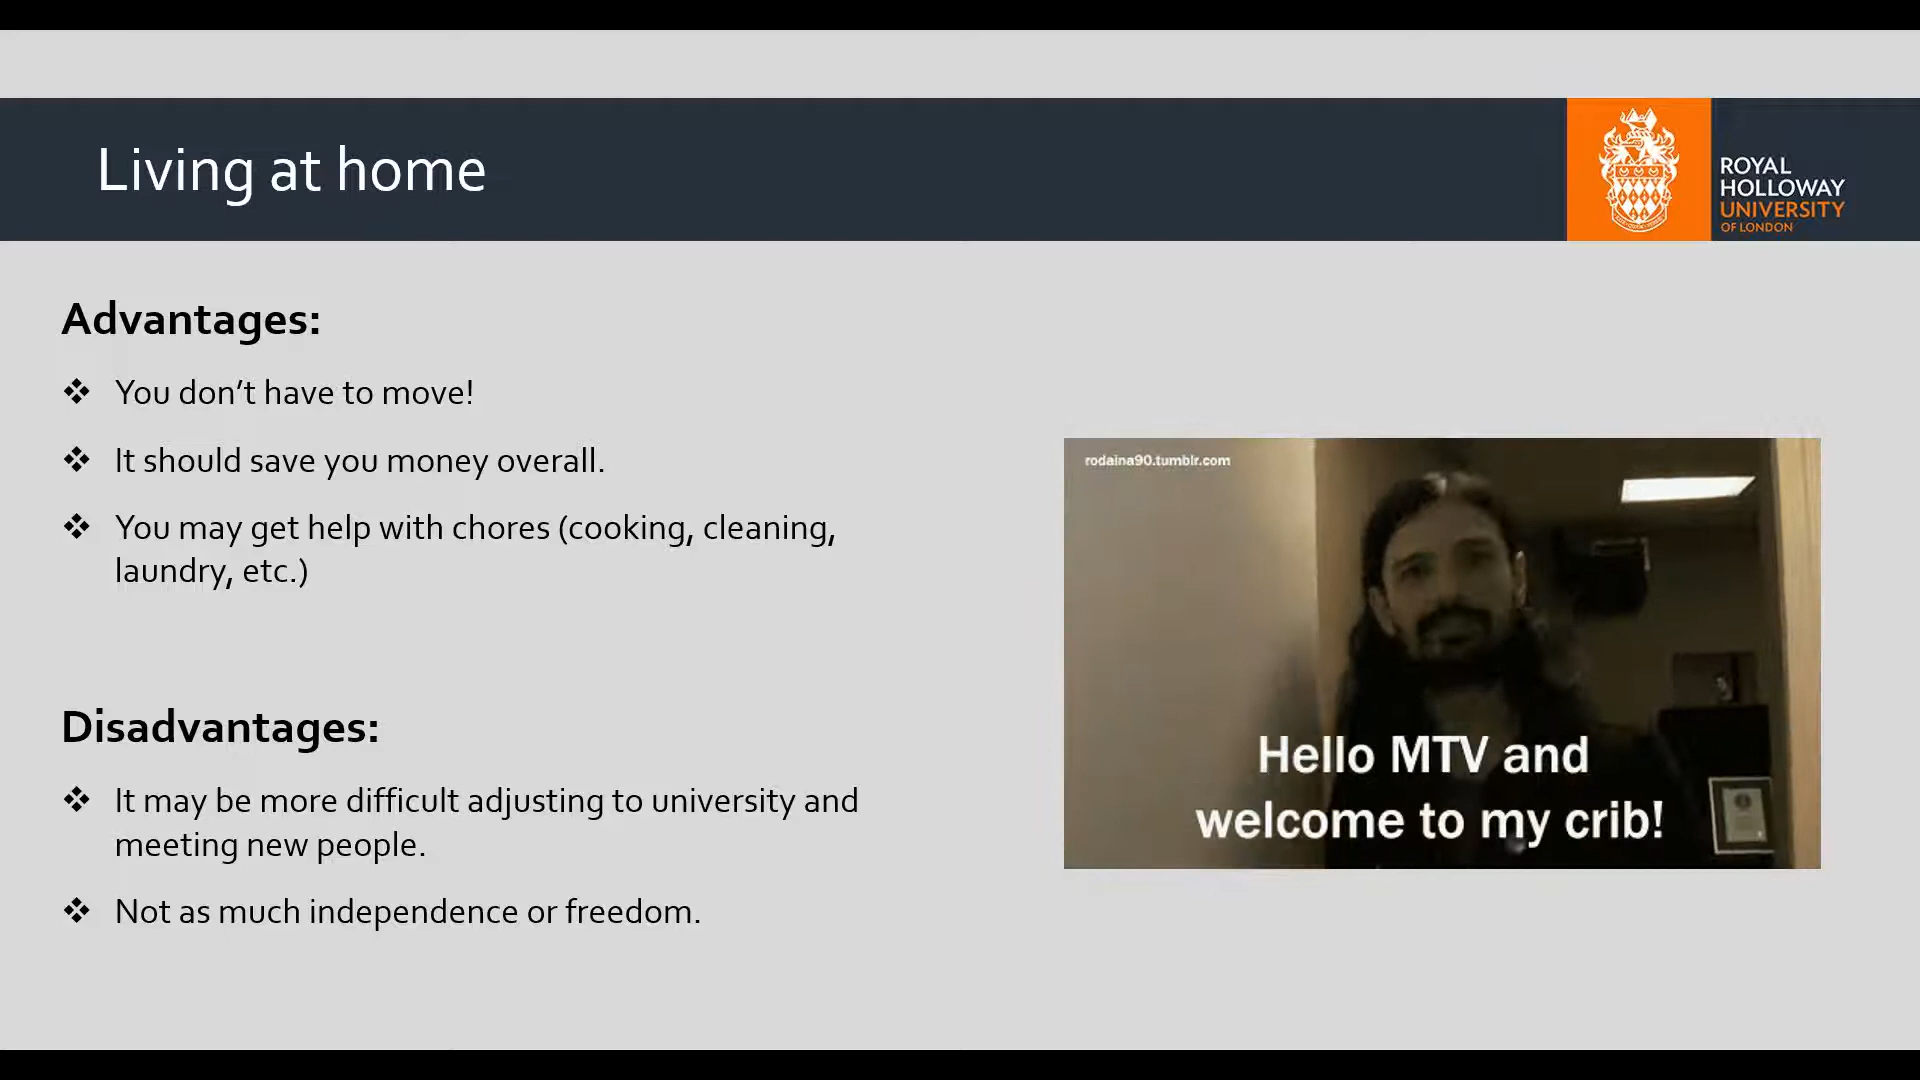 Living at home
ROYAL
HOLLOWAY
UNIVERSITY
OF LONDON
Advantages:
❖ You don’t have to move!
❖ It should save you money overall.
❖ You may get help with chores (cooking, cleaning,
laundry, etc.)
Disadvantages:
❖ It may be more difficult adjusting to university and
meeting new people.
❖ Not as much independence or freedom.
rodaina90.tumblr.com
Hello MTV and
welcome to my crib!